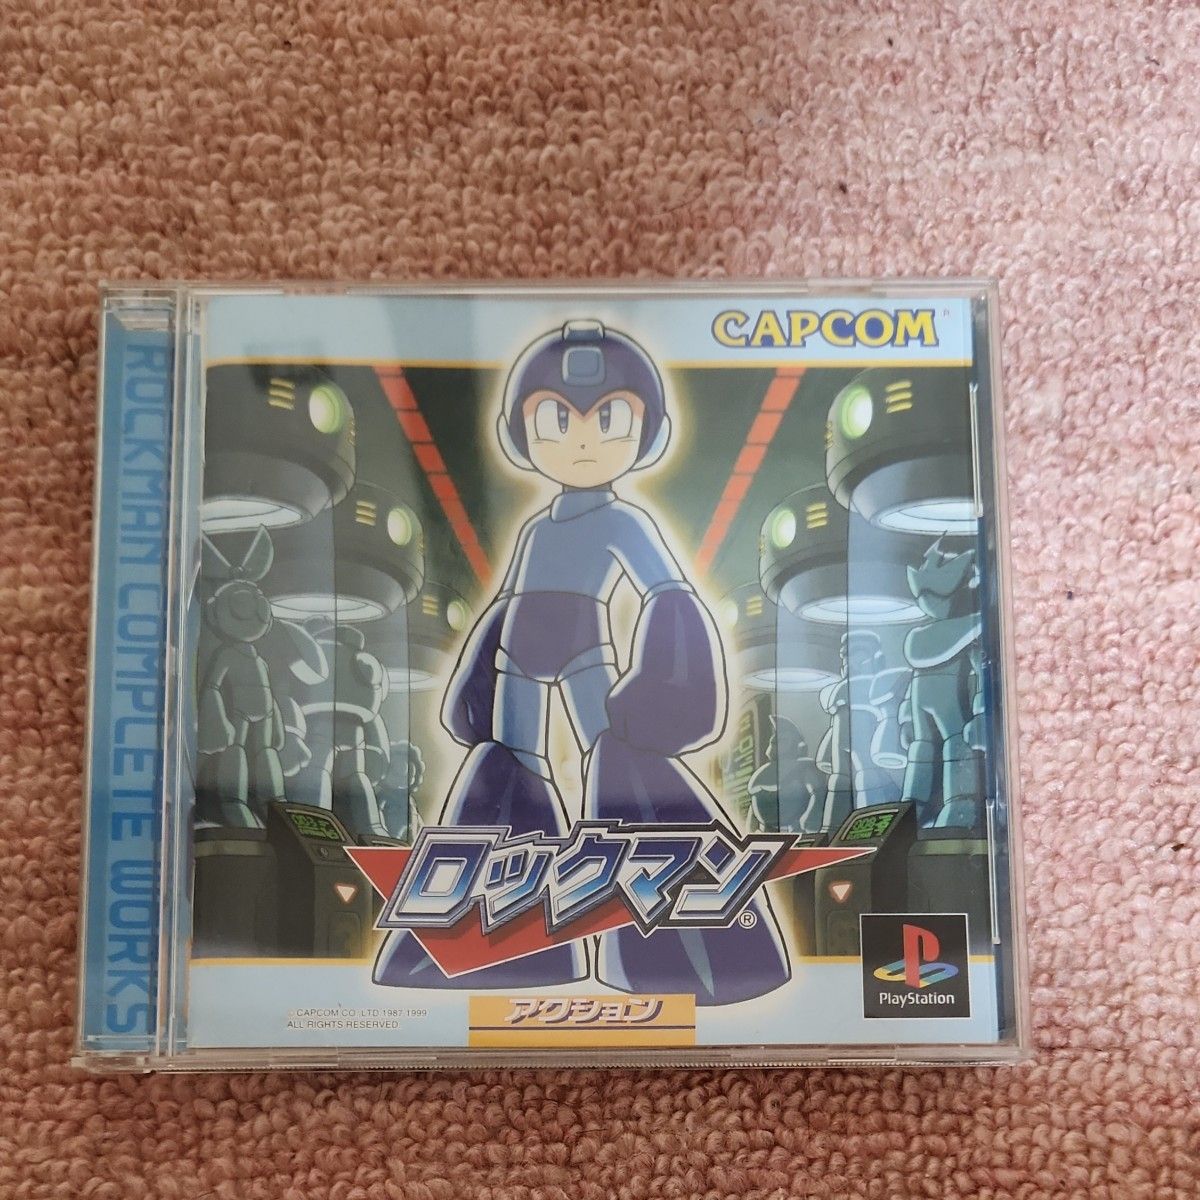 CAPCOM
ROCKMAN COMPLETE WORKS
ロックマン
®
アクション
© CAPCOM CO.,LTD.1987,1999
ALL RIGHTS RESERVED.
PlayStation